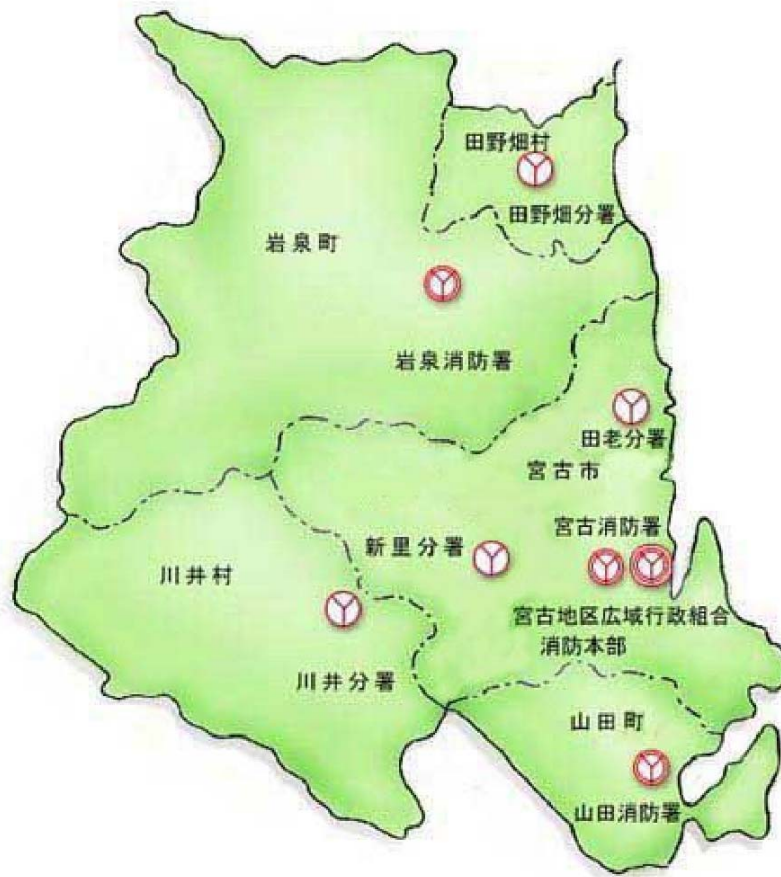 田野畑村
田野畑分署
岩泉町
岩泉消防署
田老分署
宮古市
宮古消防署
新里分署
川井村
宮古地区広域行政組合
消防本部
川井分署
山田町
山田消防署